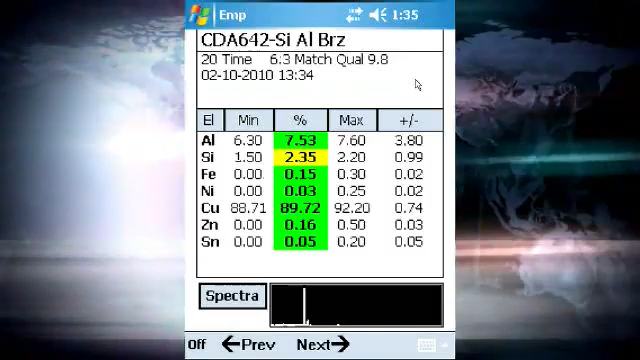 Emp 1:35
CDA642-Si Al Brz
20 Time 6.3 Match Qual 9.8
02-10-2010 13:34
El Min % Max +/-
Al 6.30 7.53 7.60 3.80
Si 1.50 2.35 2.20 0.99
Fe 0.00 0.15 0.30 0.02
Ni 0.00 0.03 0.25 0.02
Cu 88.71 89.72 92.20 0.74
Zn 0.00 0.16 0.50 0.03
Sn 0.00 0.05 0.20 0.05
Spectra
Off Prev Next